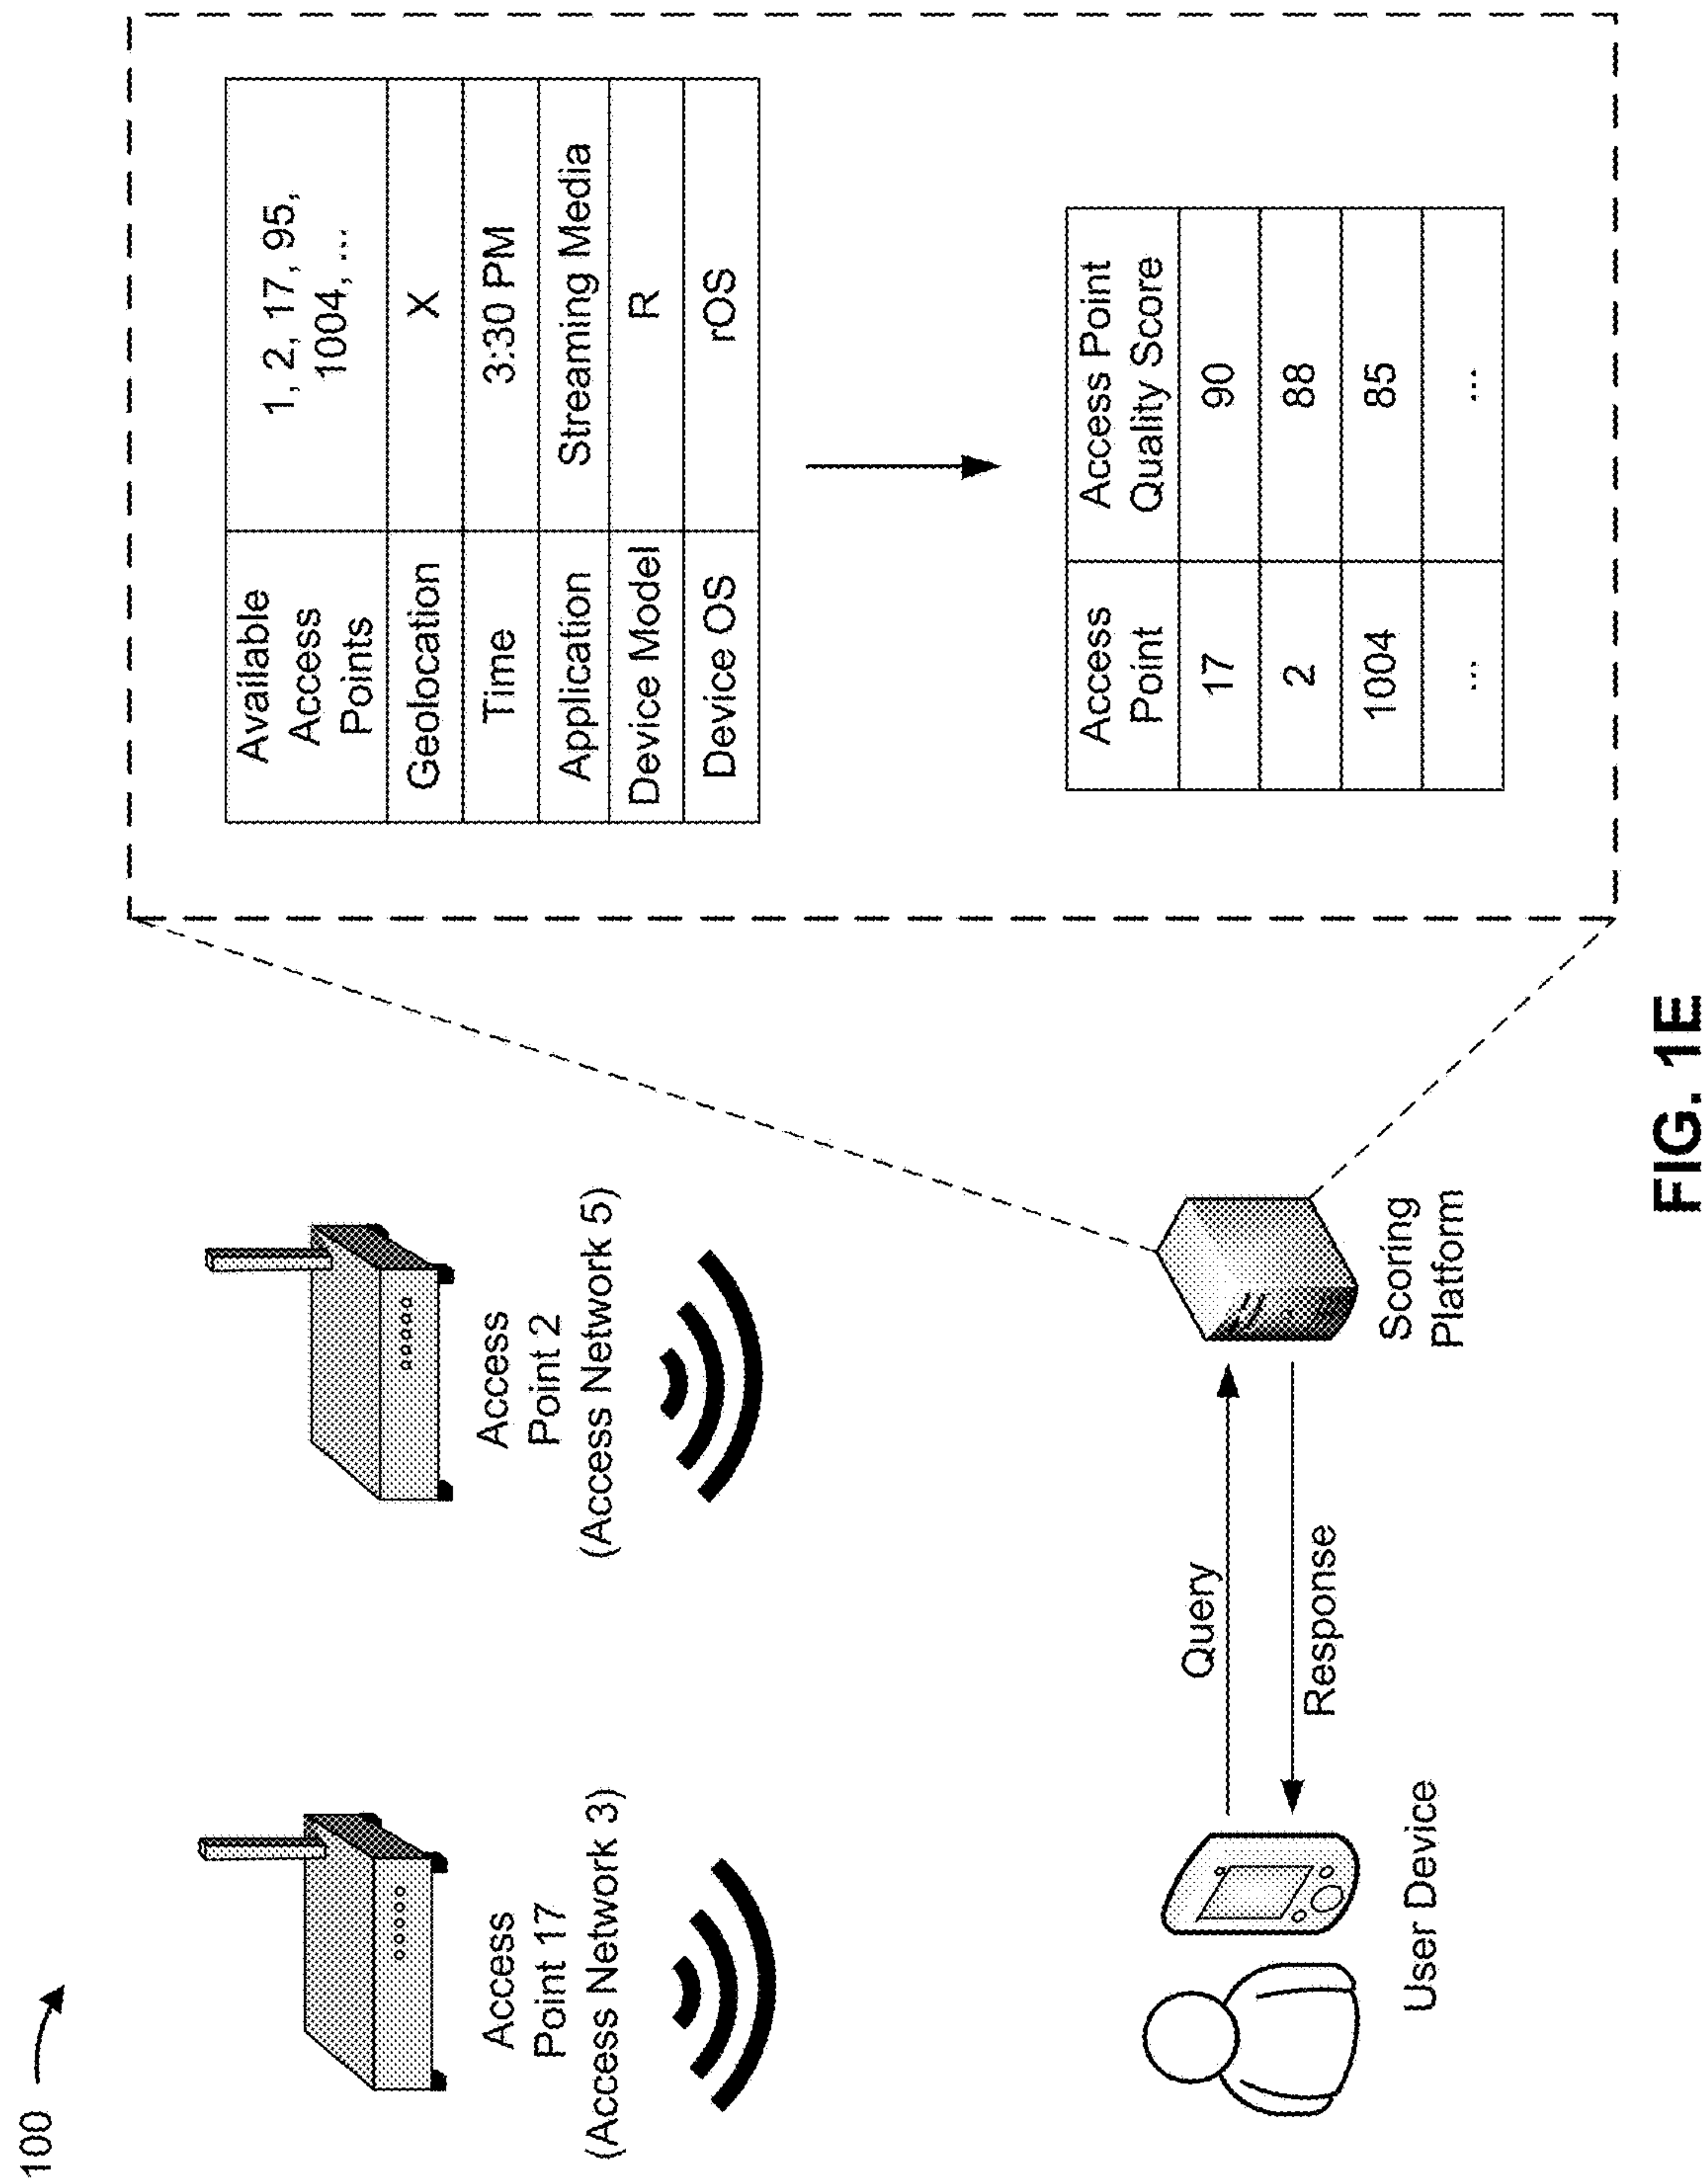 100
Access
Point 17
(Access Network 3)
Access
Point 2
(Access Network 5)
User Device
Query
Response
Scoring
Platform
Available
Access
Points
1, 2, 17, 95,
1004, ...
Geolocation
X
Time
3:30 PM
Application
Streaming Media
Device Model
R
Device OS
rOS
Access
Point
Access Point
Quality Score
17
90
2
88
1004
85
...
...
FIG. 1E